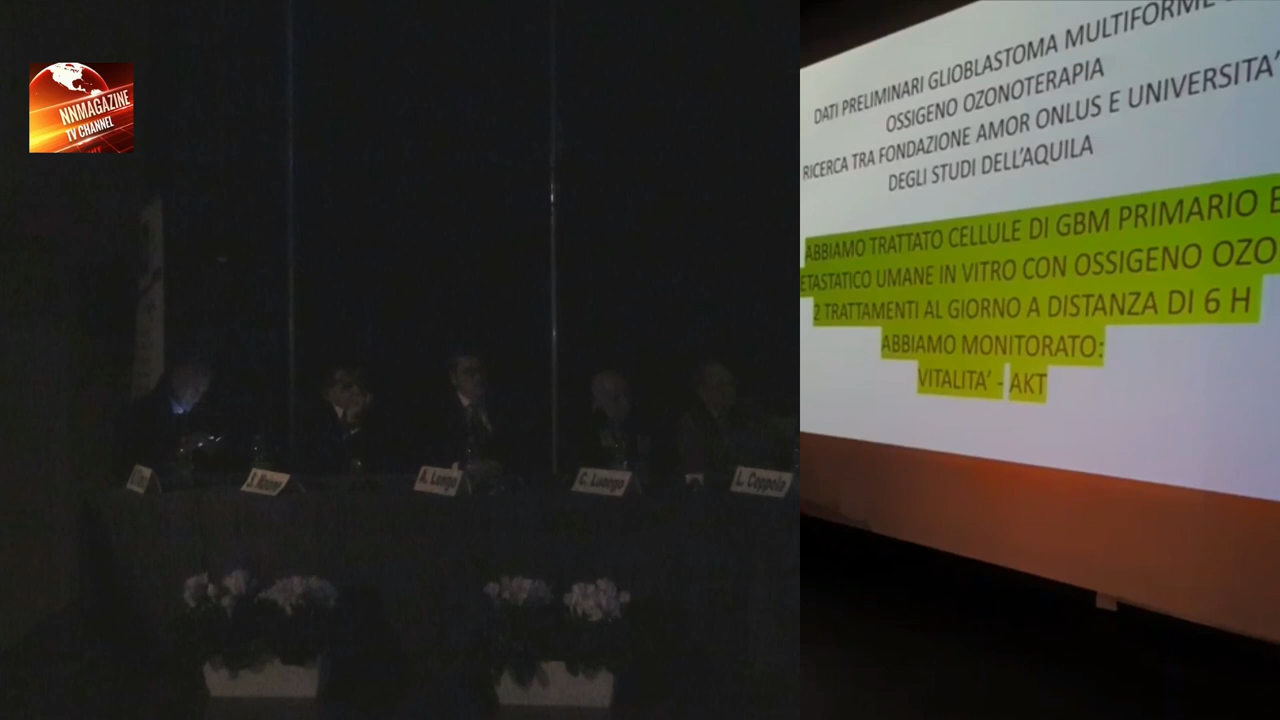 NNMAGAZINE
TV CHANNEL
A. Longo
C. Luongo
L. Coppola
DATI PRELIMINARI GLIOBLASTOMA MULTIFORME
OSSIGENO OZONOTERAPIA
RICERCA TRA FONDAZIONE AMOR ONLUS E UNIVERSITA'
DEGLI STUDI DELL'AQUILA
ABBIAMO TRATTATO CELLULE DI GBM PRIMARIO E
ETASTATICO UMANE IN VITRO CON OSSIGENO OZO
2 TRATTAMENTI AL GIORNO A DISTANZA DI 6 H
ABBIAMO MONITORATO:
VITALITA' - AKT